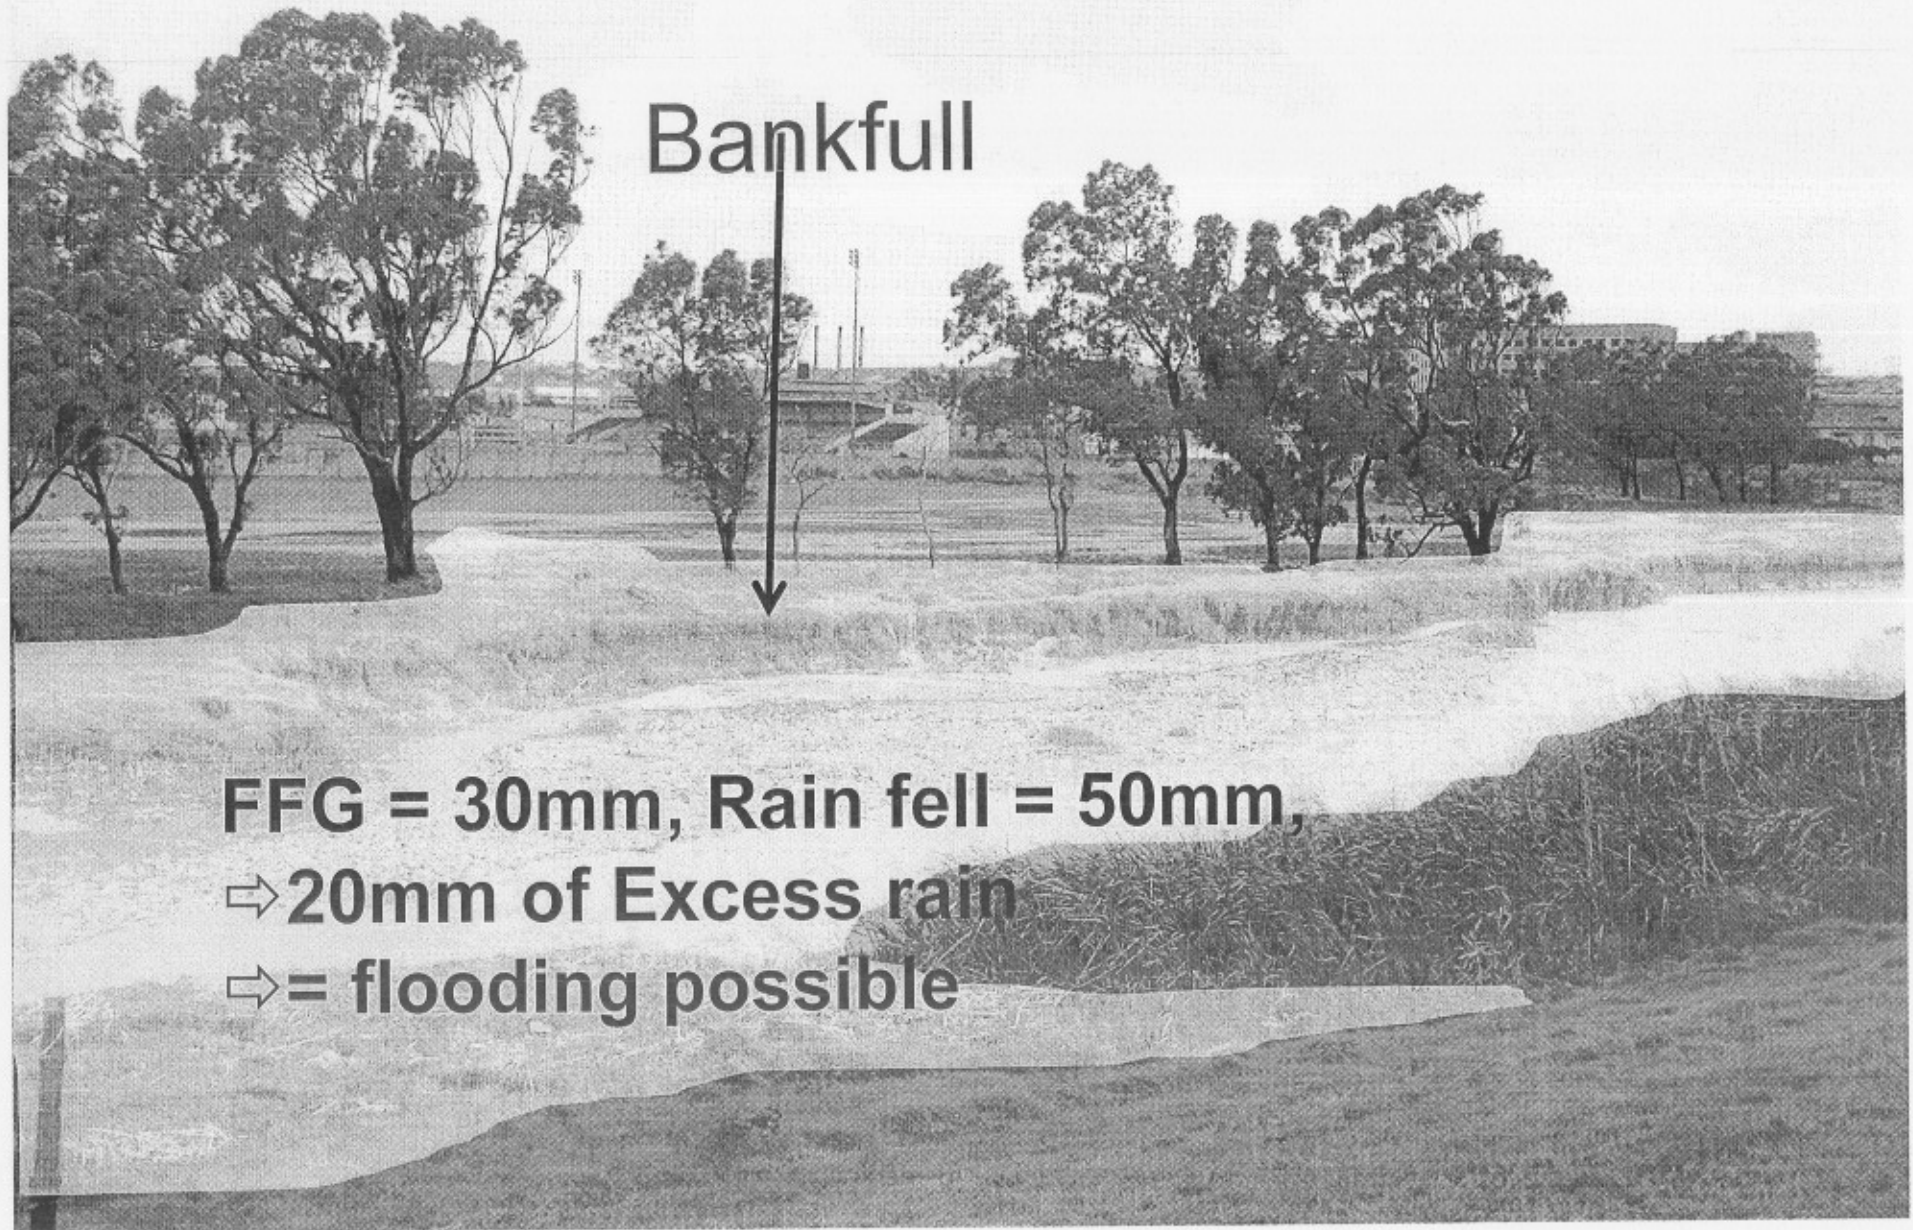 Bankfull
FFG = 30mm, Rain fell = 50mm,
⇨20mm of Excess rain
⇨= flooding possible